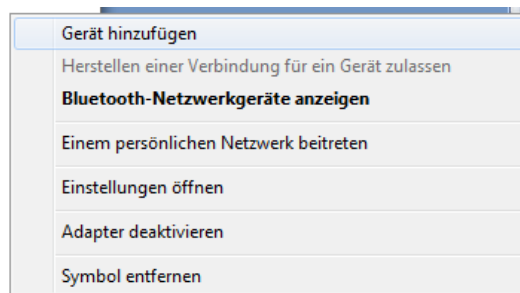 Gerät hinzufügen
Herstellen einer Verbindung für ein Gerät zulassen
Bluetooth-Netzwerkgeräte anzeigen
Einem persönlichen Netzwerk beitreten
Einstellungen öffnen
Adapter deaktivieren
Symbol entfernen